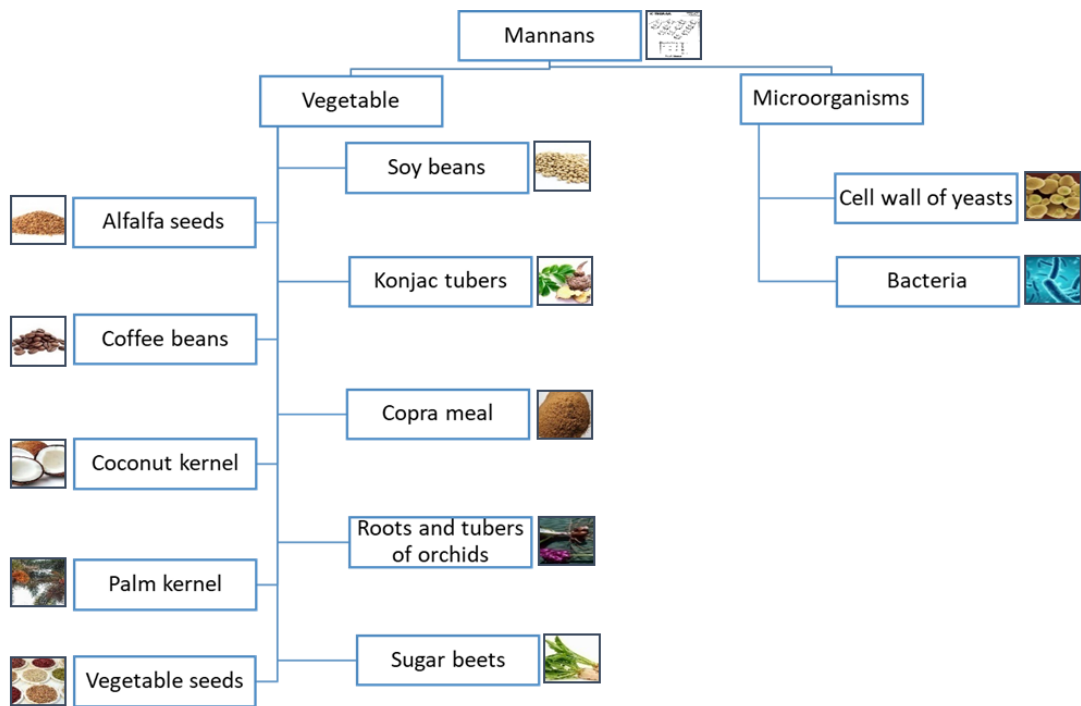 Mannans
Vegetable
Microorganisms
Soy beans
Cell wall of yeasts
Alfalfa seeds
Konjac tubers
Bacteria
Coffee beans
Copra meal
Coconut kernel
Roots and tubers
of orchids
Palm kernel
Sugar beets
Vegetable seeds